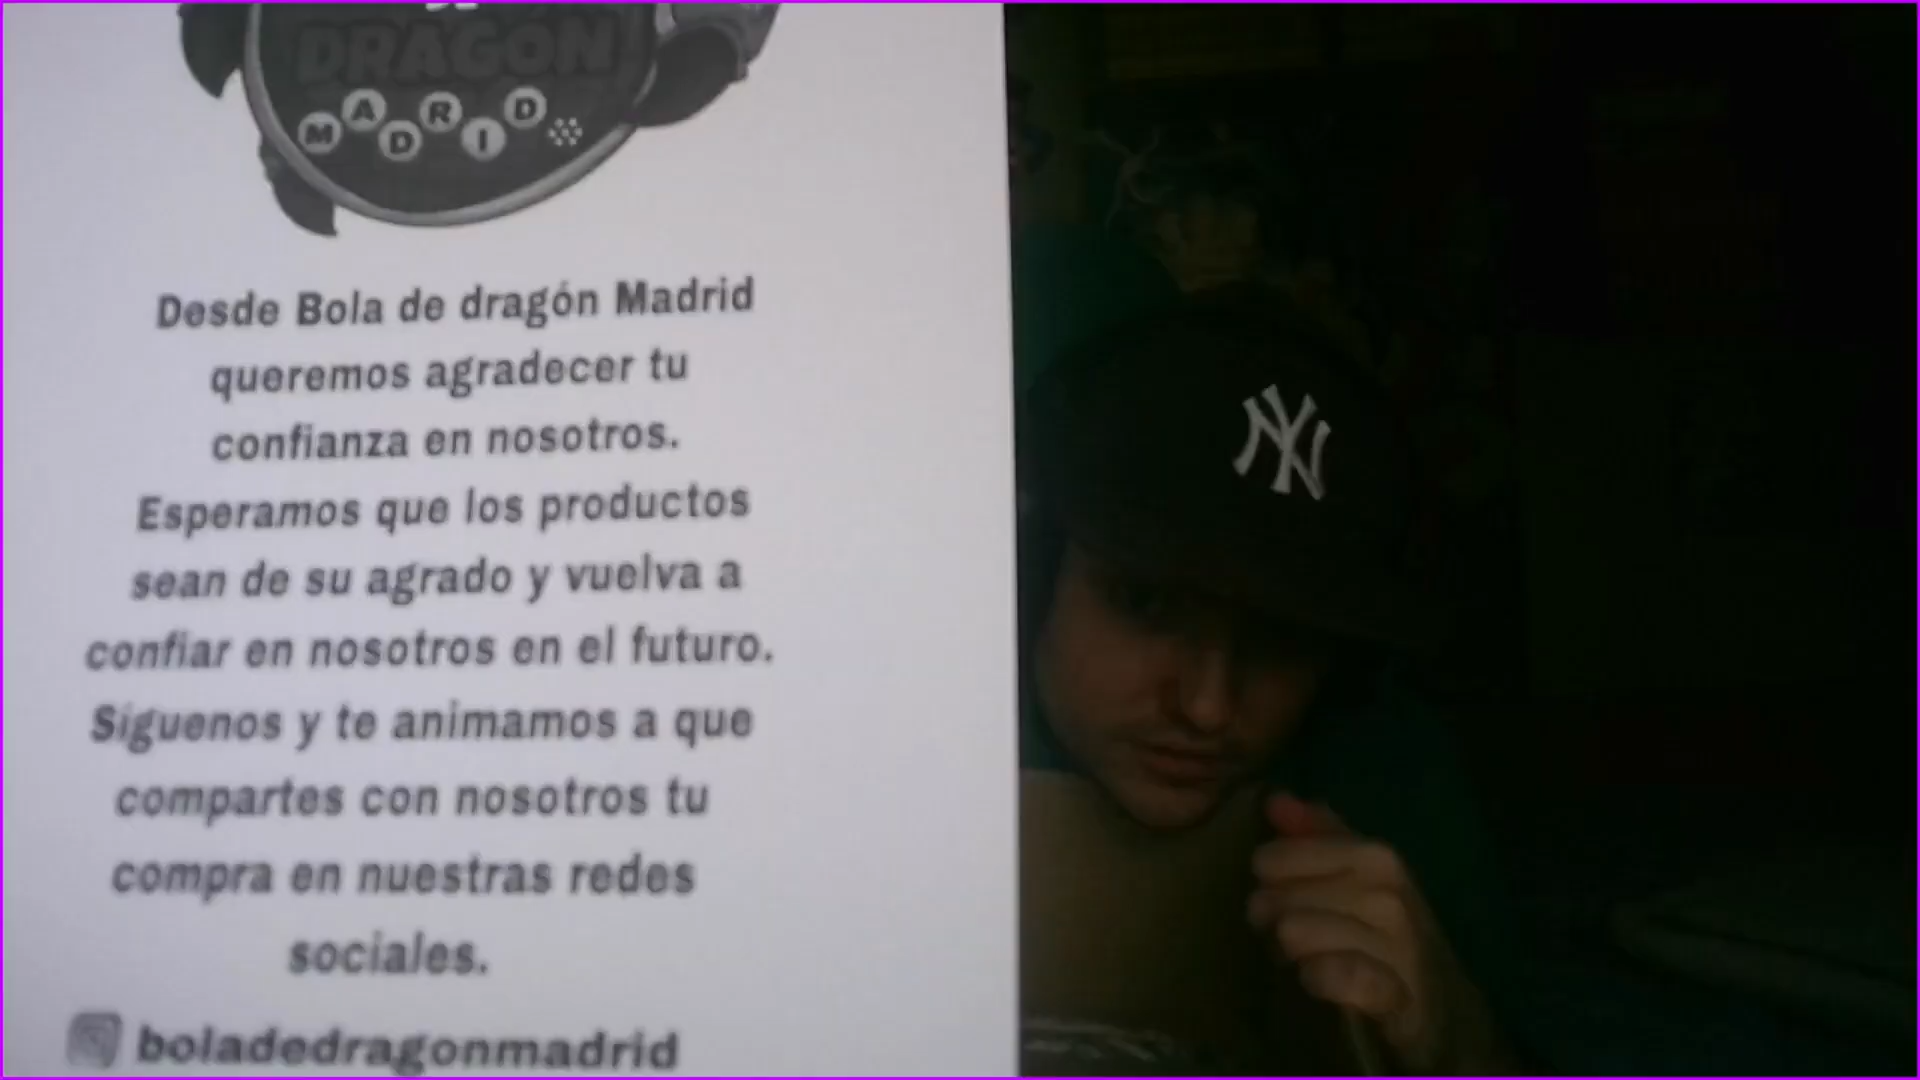 DRAGON
MADRID
Desde Bola de dragón Madrid
queremos agradecer tu
confianza en nosotros.
Esperamos que los productos
sean de su agrado y vuelva a
confiar en nosotros en el futuro.
Síguenos y te animamos a que
compartes con nosotros tu
compra en nuestras redes
sociales.
boladedragonmadrid
NY